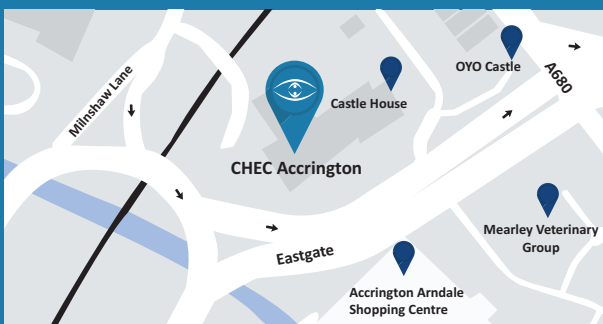 OYO Castle
A680
Milnshaw Lane
Castle House
CHEC Accrington
Mearley Veterinary
Group
Eastgate
Accrington Arndale
Shopping Centre